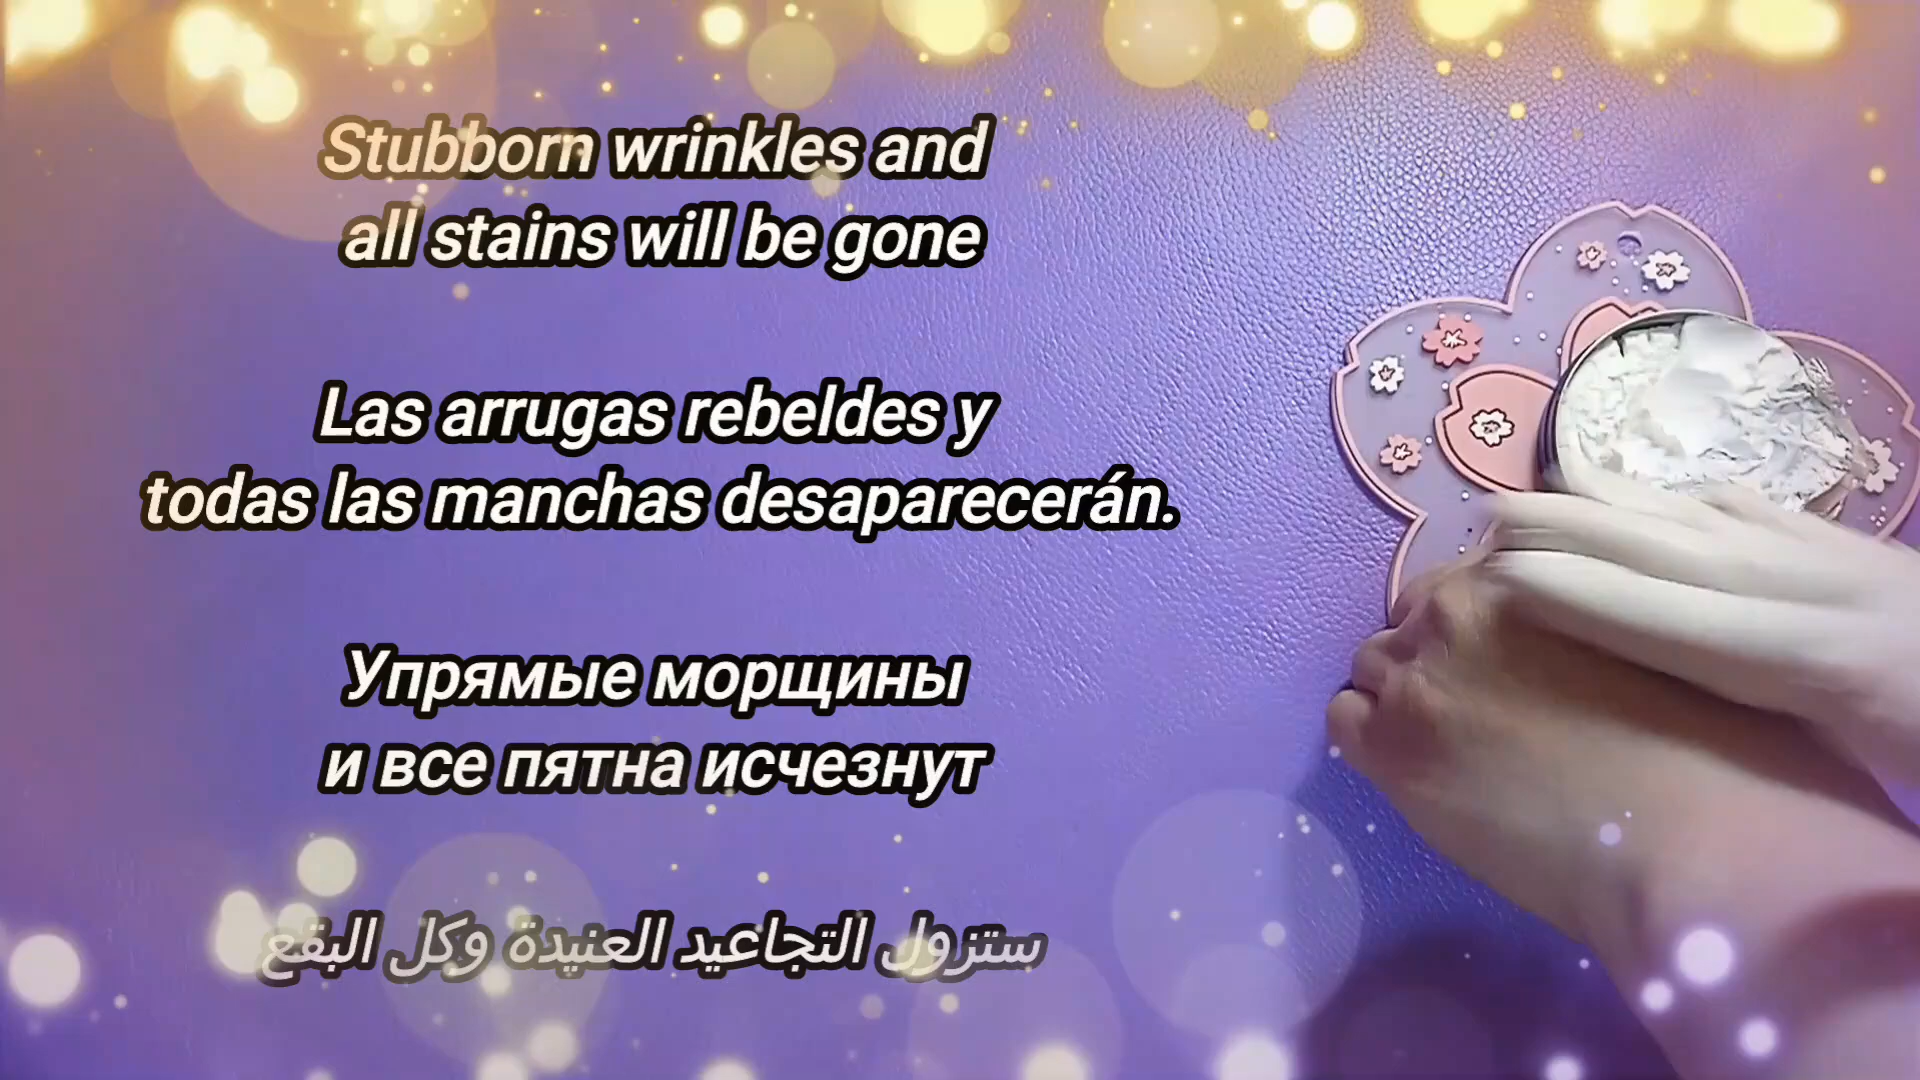 Stubborn wrinkles and
all stains will be gone
Las arrugas rebeldes y
todas las manchas desaparecerán.
Упрямые морщины
и все пятна исчезнут
ستزول التجاعيد العنيدة وكل البقع